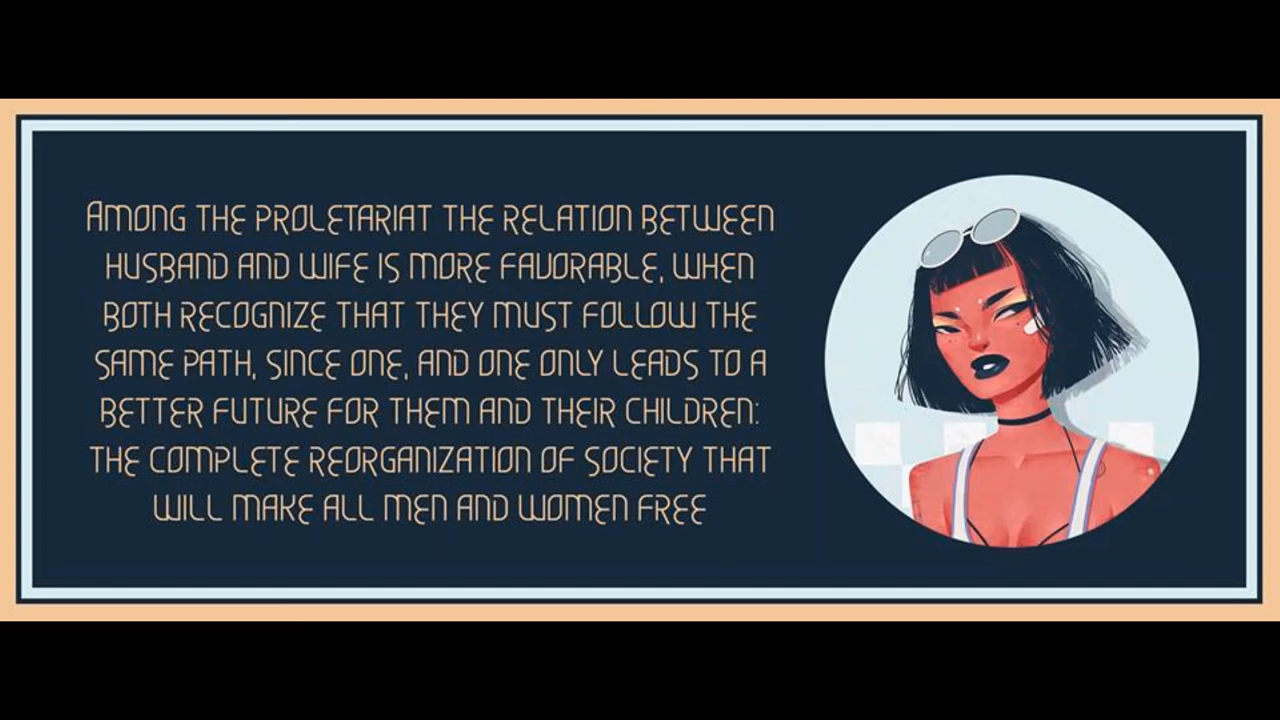 Among the proletariat the relation between
husband and wife is more favorable, when
both recognize that they must follow the
same path, since one, and one only leads to a
better future for them and their children:
the complete reorganization of society that
will make all men and women free